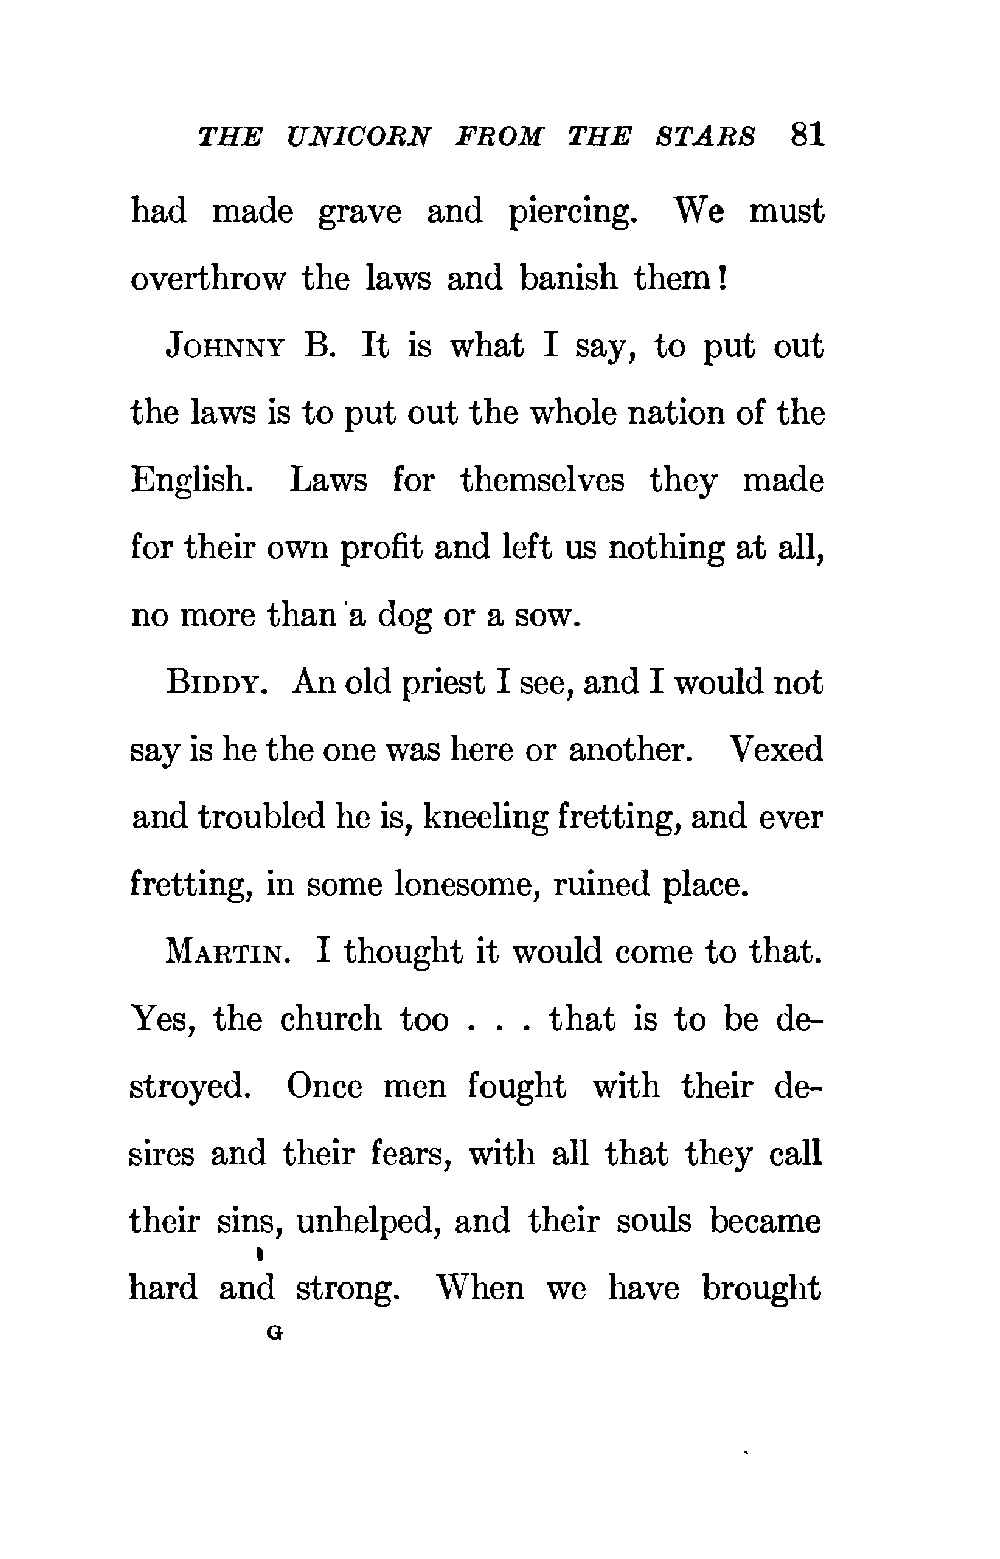 THE UNICORN FROM THE STARS 81
had made grave and piercing. We must
overthrow the laws and banish them!
JOHNNY B. It is what I say, to put out
the laws is to put out the whole nation of the
English. Laws for themselves they made
for their own profit and left us nothing at all,
no more than a dog or a sow.
BIDDY. An old priest I see, and I would not
say is he the one was here or another. Vexed
and troubled he is, kneeling fretting, and ever
fretting, in some lonesome, ruined place.
MARTIN. I thought it would come to that.
Yes, the church too . . . that is to be de-
stroyed. Once men fought with their de-
sires and their fears, with all that they call
their sins, unhelped, and their souls became
hard and strong. When we have brought
G